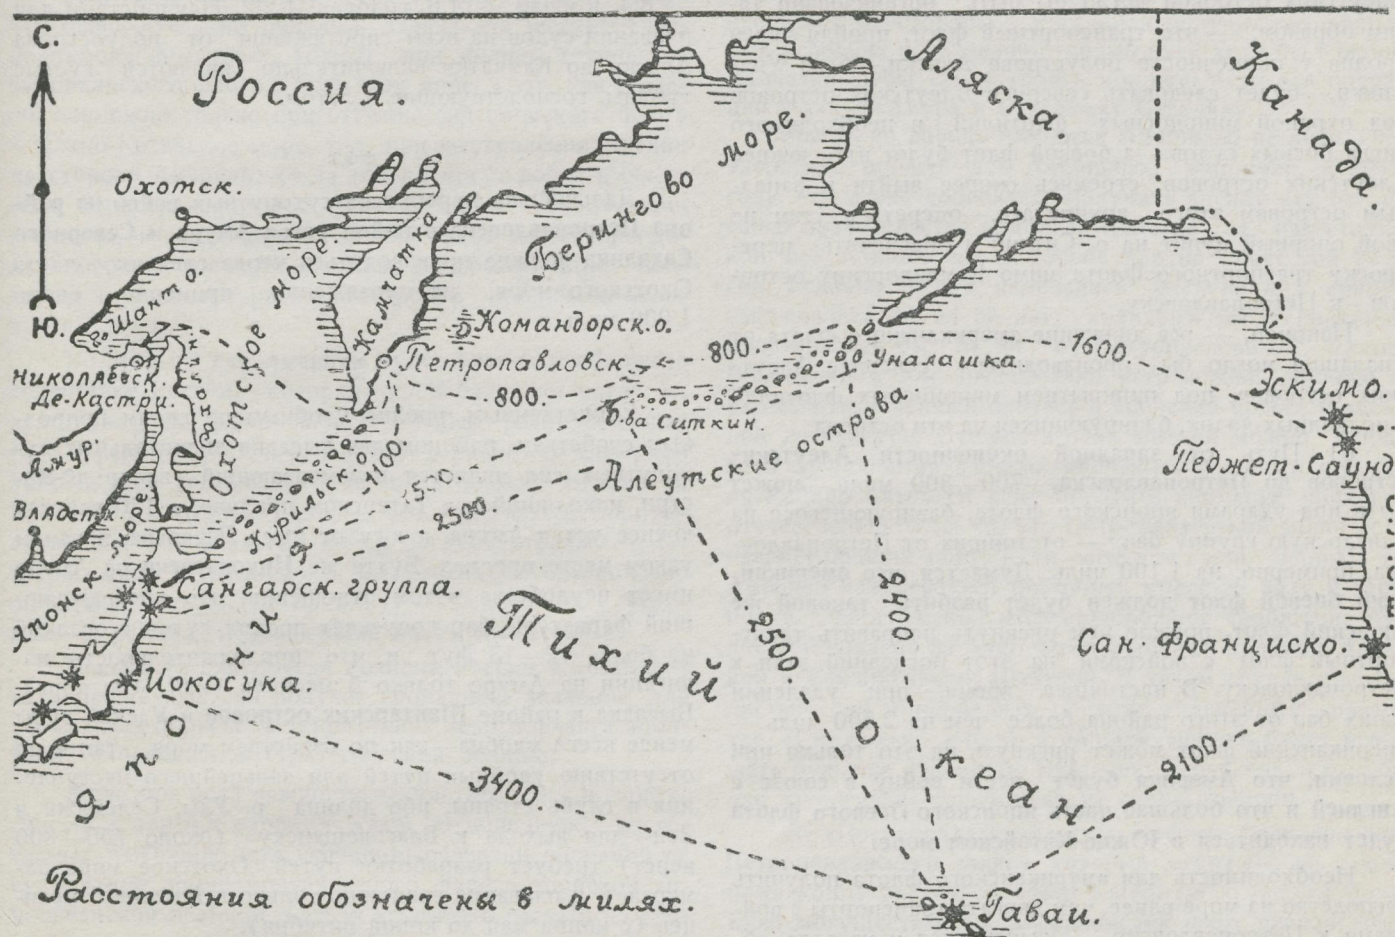 С.
Россия.
Аляска.
Канада.
Берингово море.
Охотск.
Ю.
Шант. о.
Охотское море.
Камчатка
Командорск. о.
Петропавловск
800.
800.
Уналашка
1600.
Эскимо.
Николаевск.
Де-Кастри.
Сахалин
Амур.
О-ва Ситкин.
Алеутские острова
Педжет-Саунд
Курильск. о.
1100.
1500.
2500.
Владстк.
Японск. море.
Сангарск. группа.
Иокосука.
Япония
Тихий Океан.
2400
2500.
Сан-Франциско.
2100.
3400.
Гаваи.
Расстояния обозначены в милях.